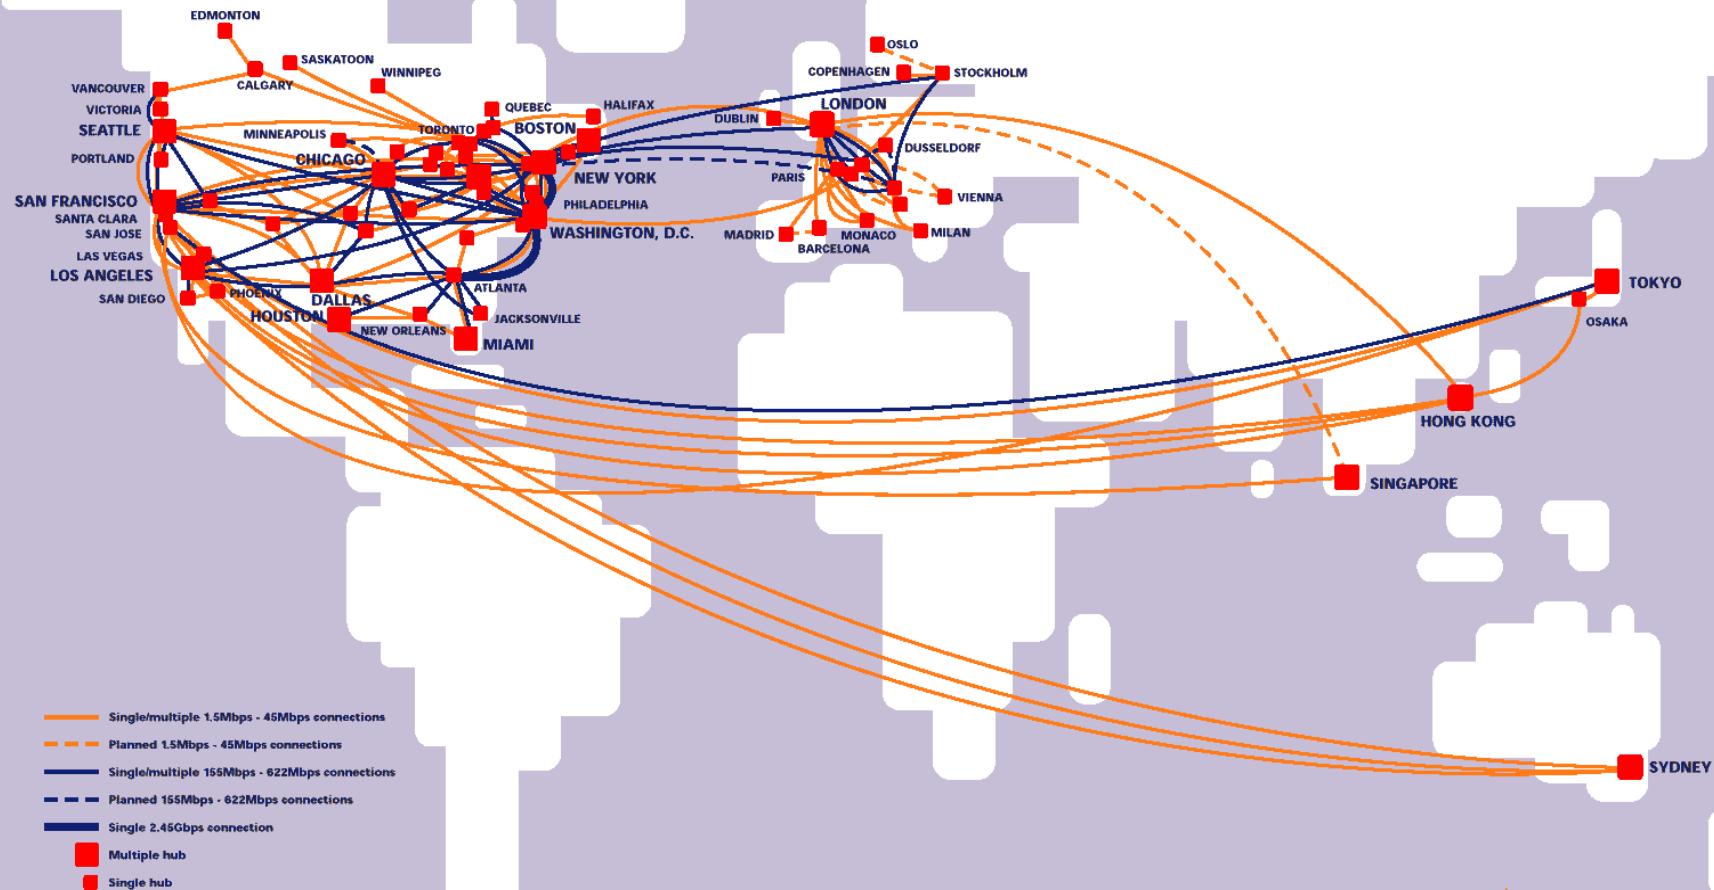 EDMONTON
OSLO
SASKATOON
COPENHAGEN
STOCKHOLM
WINNIPEG
CALGARY
VANCOUVER
VICTORIA
QUEBEC
HALIFAX
LONDON
DUBLIN
SEATTLE
MINNEAPOLIS
TORONTO
BOSTON
DUSSELDORF
PORTLAND
CHICAGO
NEW YORK
PARIS
SAN FRANCISCO
PHILADELPHIA
VIENNA
SANTA CLARA
SAN JOSE
WASHINGTON, D.C.
MADRID
MONACO
MILAN
BARCELONA
LAS VEGAS
LOS ANGELES
ATLANTA
TOKYO
SAN DIEGO
PHOENIX
DALLAS
HOUSTON
NEW ORLEANS
JACKSONVILLE
OSAKA
MIAMI
HONG KONG
SINGAPORE
Single/multiple 1.5Mbps - 45Mbps connections
Planned 1.5Mbps - 45Mbps connections
Single/multiple 155Mbps - 622Mbps connections
SYDNEY
Planned 155Mbps - 622Mbps connections
Single 2.45Gbps connection
Multiple hub
Single hub